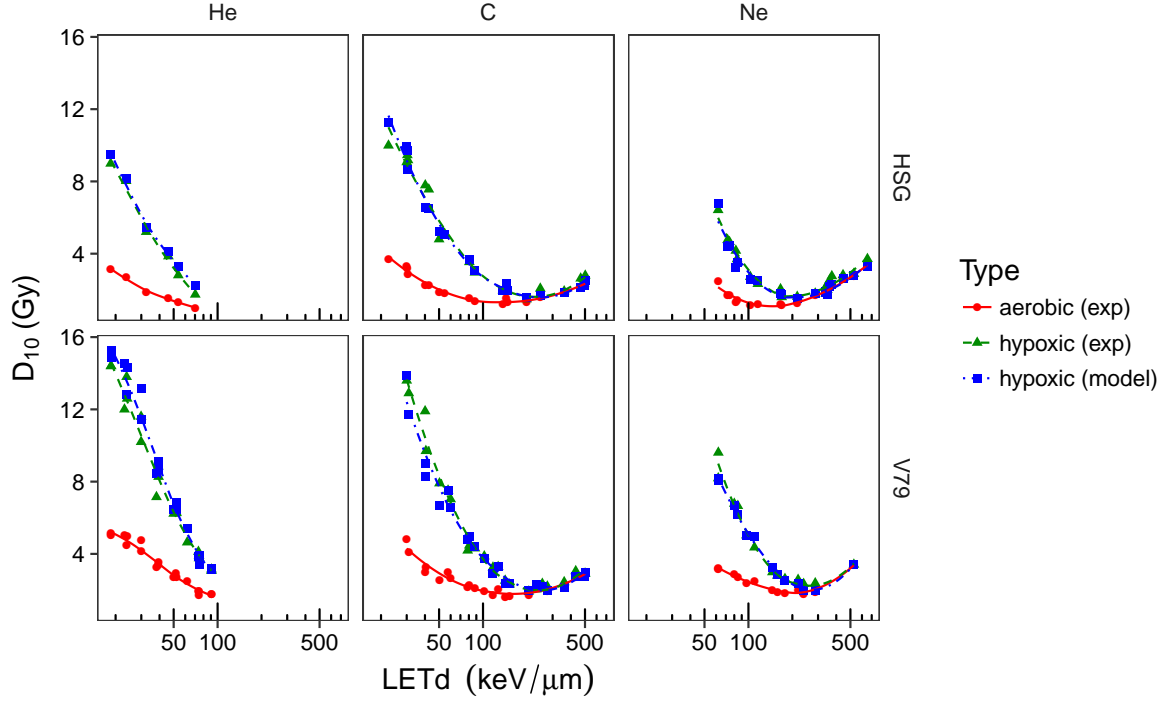 He C Ne
16
12
8
4
HSG
16
12
8
4
V79
D10 (Gy)
50 100 500 50 100 500 50 100 500
LETd (keV/μm)
Type
aerobic (exp)
hypoxic (exp)
hypoxic (model)